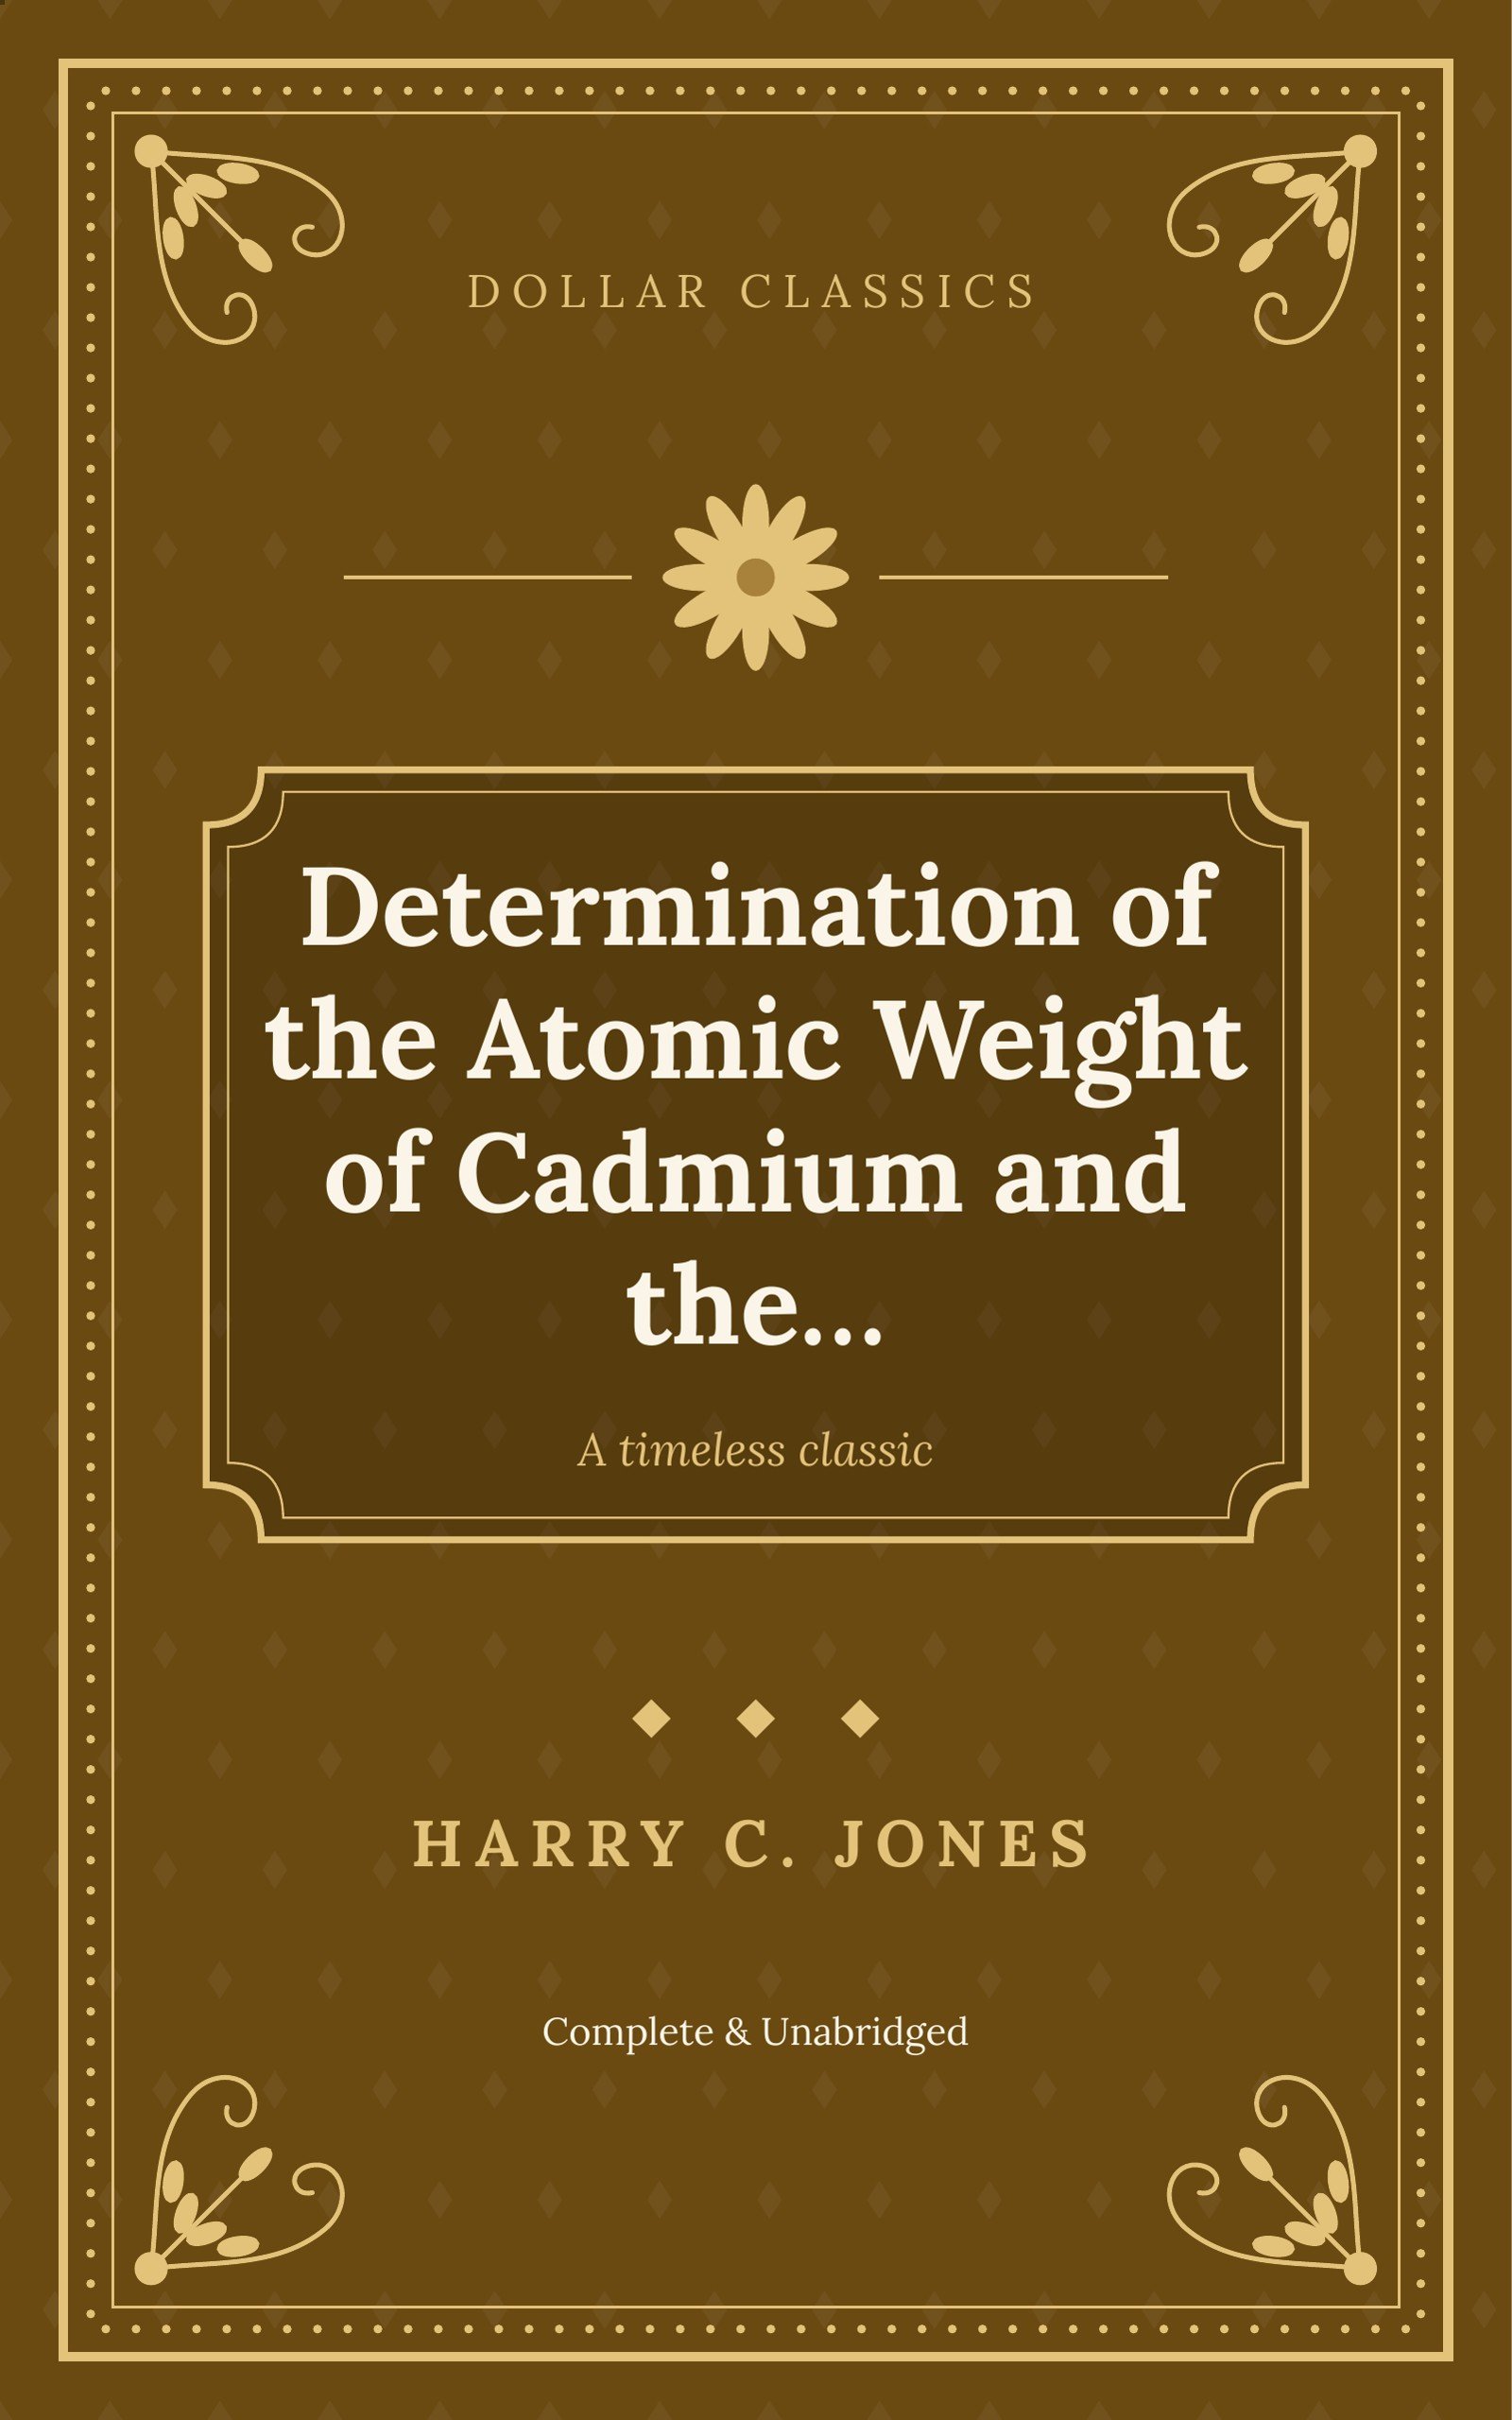 DOLLAR CLASSICS
Determination of
the Atomic Weight
of Cadmium and
the...
A timeless classic
HARRY C. JONES
Complete & Unabridged